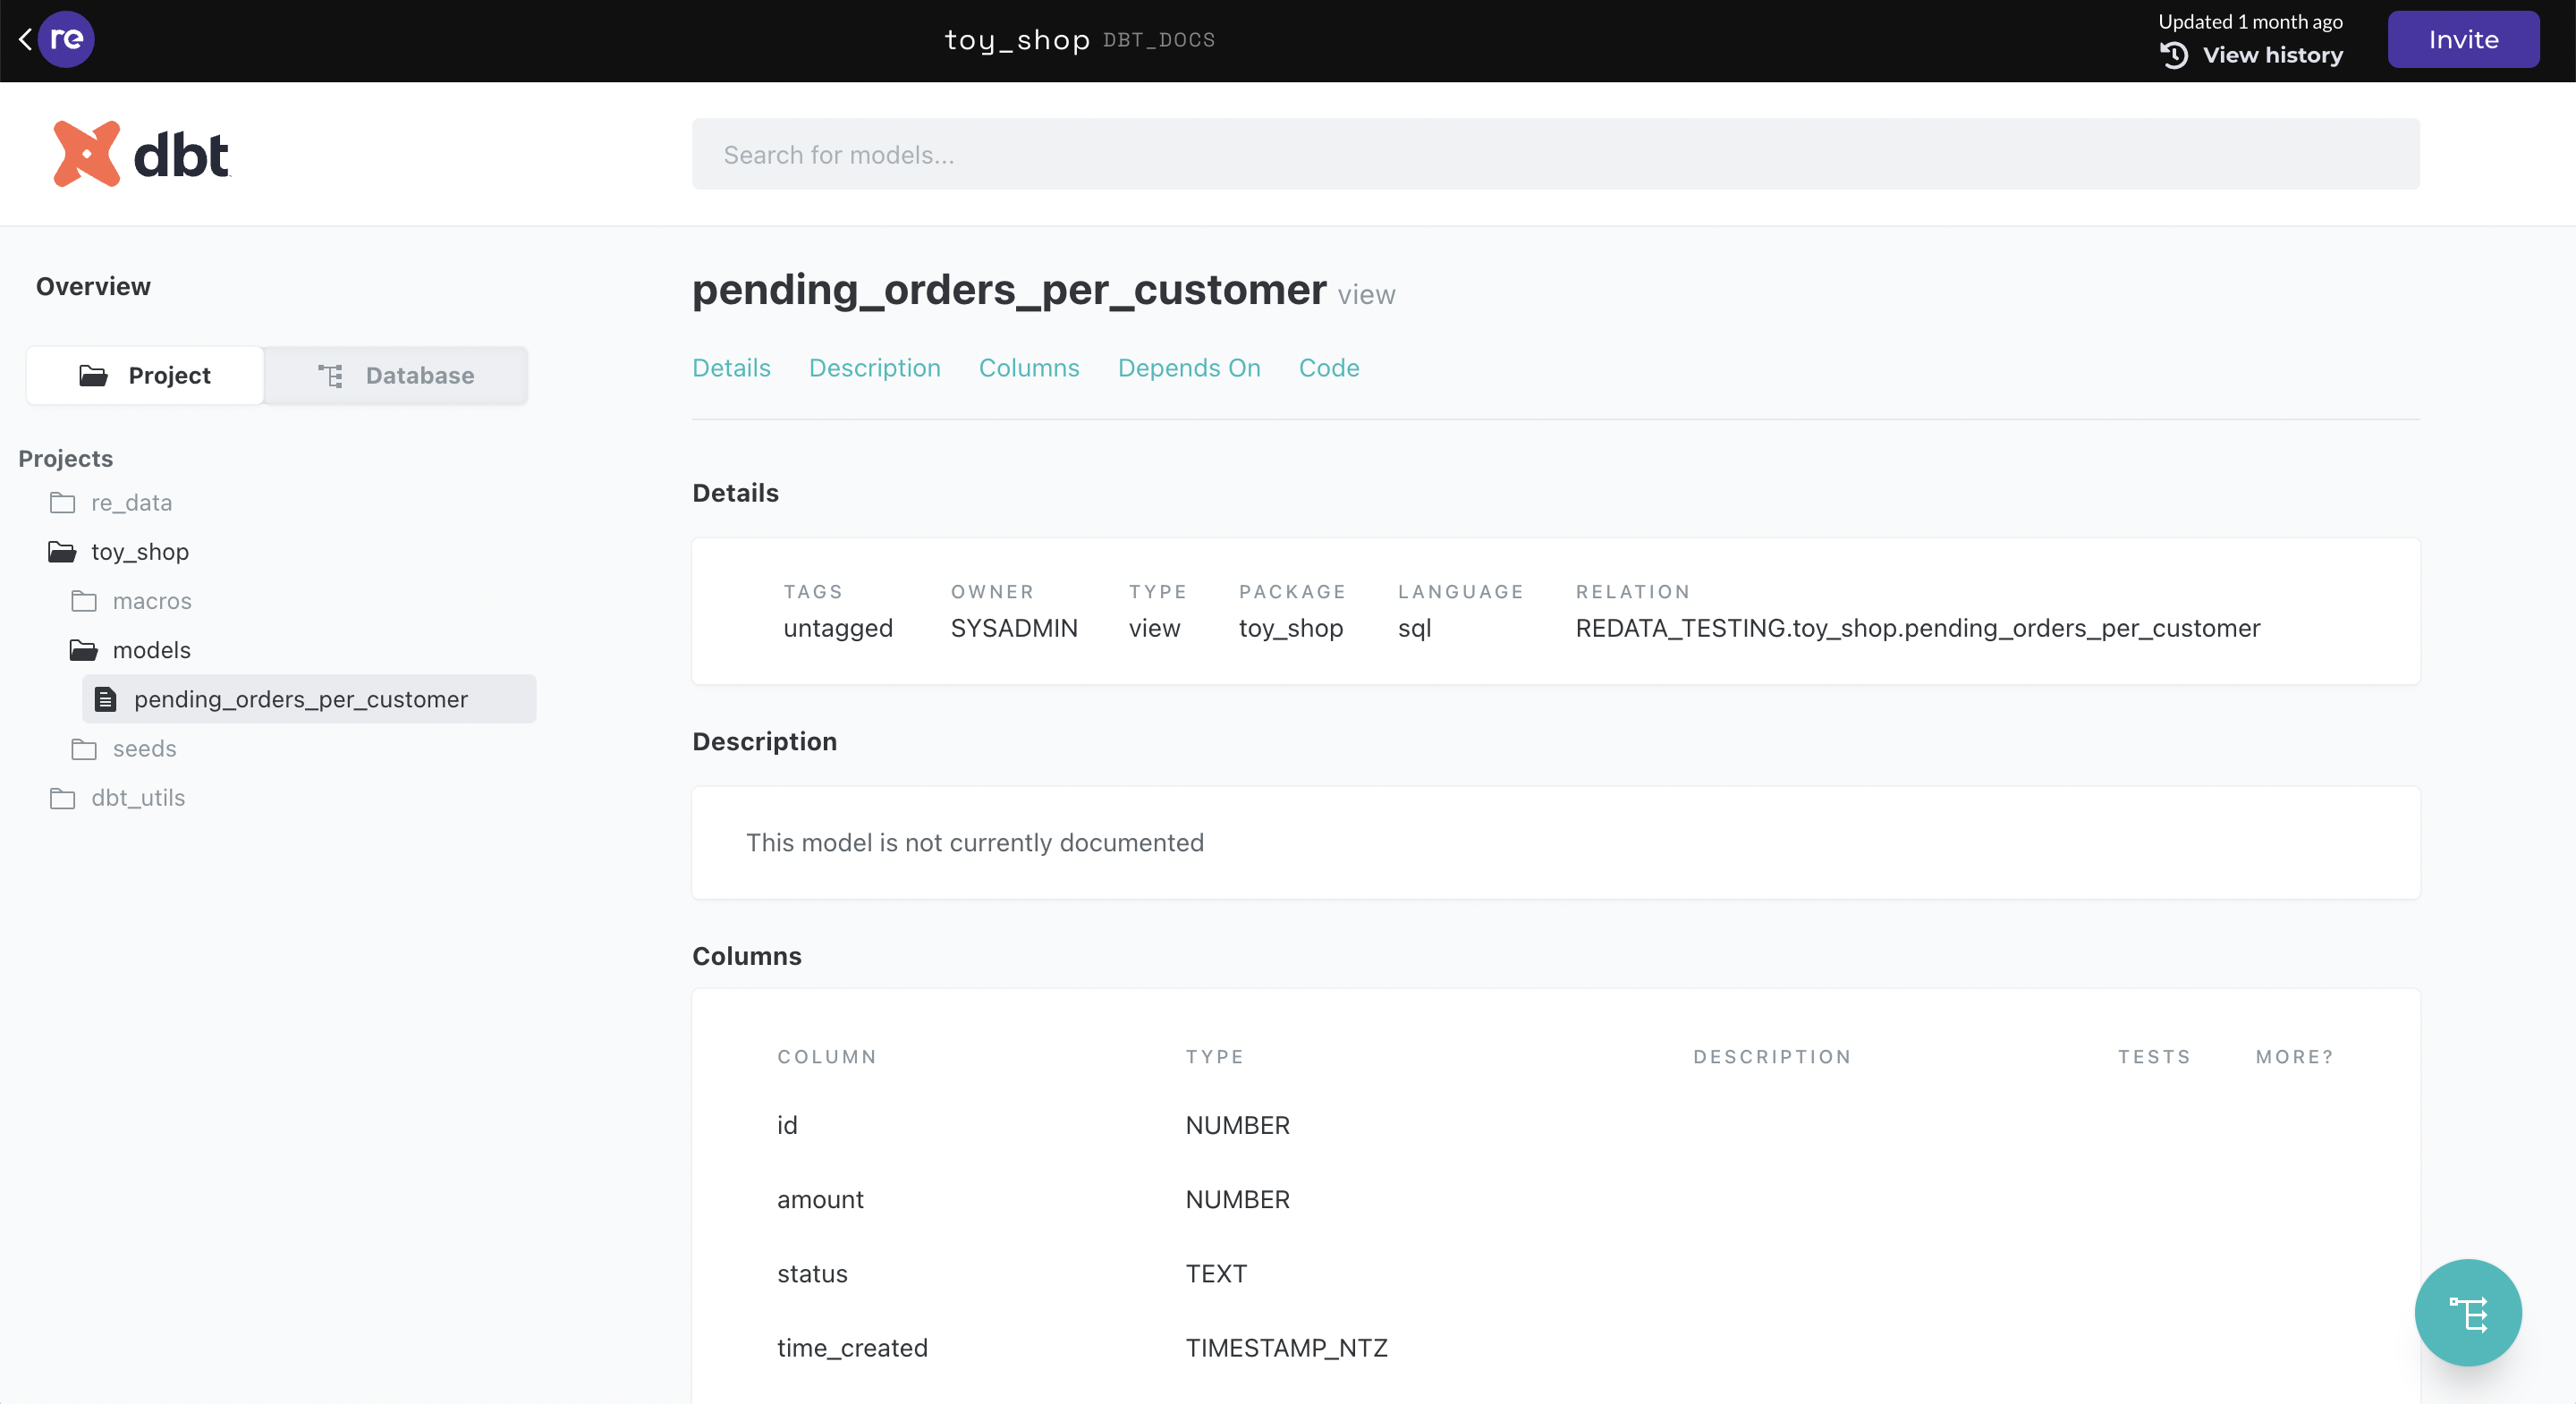 re
toy_shop DBT_DOCS
Updated 1 month ago
View history
Invite
dbt
Search for models...
Overview
Project
Database
Projects
re_data
toy_shop
macros
models
pending_orders_per_customer
seeds
dbt_utils
pending_orders_per_customer view
Details Description Columns Depends On Code
Details
TAGS OWNER TYPE PACKAGE LANGUAGE RELATION
untagged SYSADMIN view toy_shop sql REDATA_TESTING.toy_shop.pending_orders_per_customer
Description
This model is not currently documented
Columns
COLUMN TYPE DESCRIPTION TESTS MORE?
id NUMBER
amount NUMBER
status TEXT
time_created TIMESTAMP_NTZ